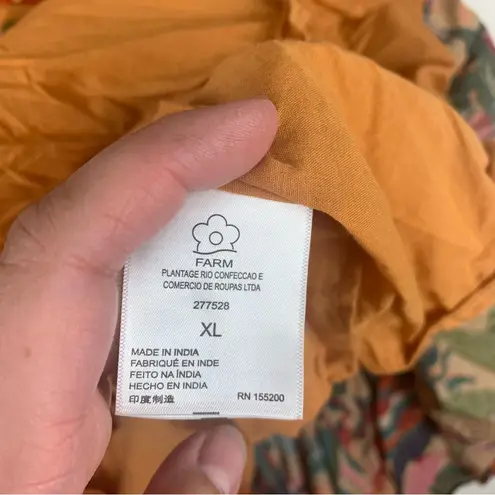 FARM
PLANTAGE RIO CONFECCAO E
COMERCIO DE ROUPAS LTDA
277528
XL
MADE IN INDIA
FABRIQUÉ EN INDE
FEITO NA ÍNDIA
HECHO EN INDIA
印度制造 RN 155200